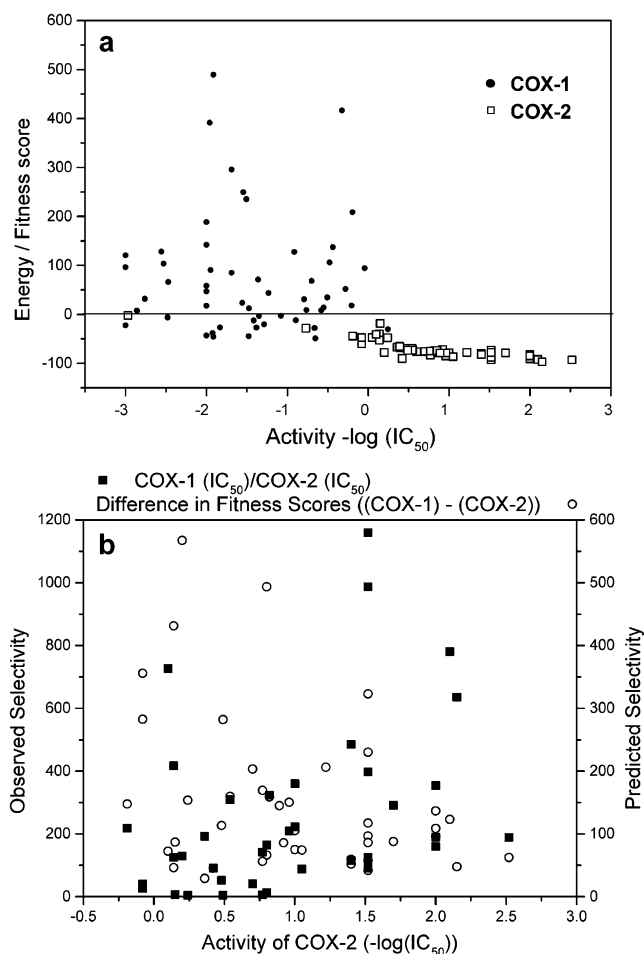 a
COX-1
COX-2
Energy / Fitness score
600
500
400
300
200
100
0
-100
-3 -2 -1 0 1 2 3
Activity -log (IC50)
COX-1 (IC50)/COX-2 (IC50)
Difference in Fitness Scores ((COX-1) - (COX-2))
b
Observed Selectivity
1200
1000
800
600
400
200
0
Predicted Selectivity
600
500
400
300
200
100
0
-0.5 0.0 0.5 1.0 1.5 2.0 2.5 3.0
Activity of COX-2 (-log(IC50))